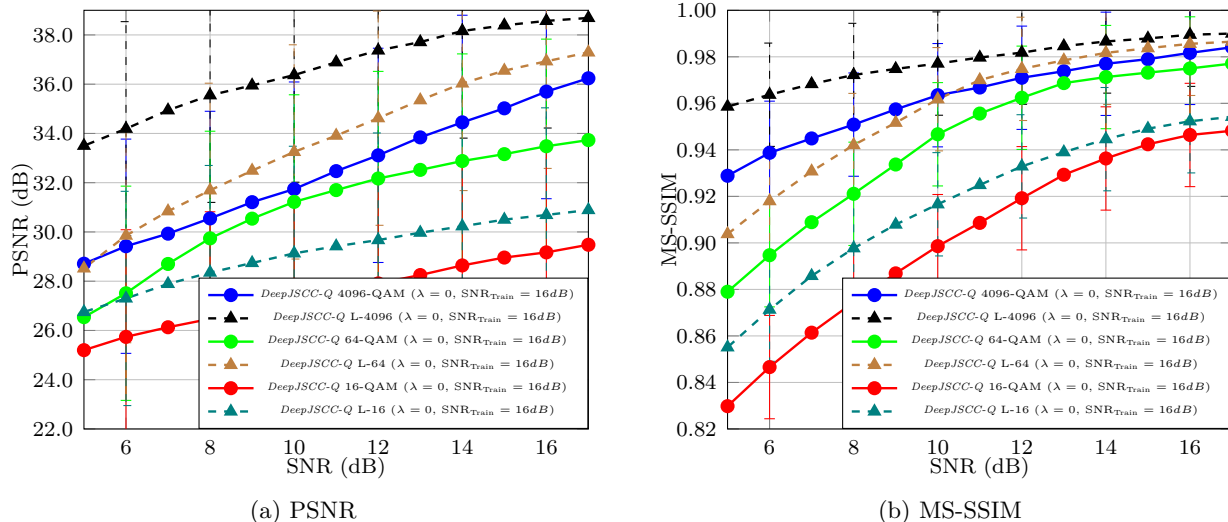 38.0
36.0
34.0
32.0
30.0
28.0
26.0
24.0
22.0
PSNR (dB)
DeepJSCC-Q 4096-QAM (λ = 0, SNR_Train = 16dB)
DeepJSCC-Q L-4096 (λ = 0, SNR_Train = 16dB)
DeepJSCC-Q 64-QAM (λ = 0, SNR_Train = 16dB)
DeepJSCC-Q L-64 (λ = 0, SNR_Train = 16dB)
DeepJSCC-Q 16-QAM (λ = 0, SNR_Train = 16dB)
DeepJSCC-Q L-16 (λ = 0, SNR_Train = 16dB)
6 8 10 12 14 16
SNR (dB)
(a) PSNR
1.00
0.98
0.96
0.94
0.92
0.90
0.88
0.86
0.84
0.82
MS-SSIM
DeepJSCC-Q 4096-QAM (λ = 0, SNR_Train = 16dB)
DeepJSCC-Q L-4096 (λ = 0, SNR_Train = 16dB)
DeepJSCC-Q 64-QAM (λ = 0, SNR_Train = 16dB)
DeepJSCC-Q L-64 (λ = 0, SNR_Train = 16dB)
DeepJSCC-Q 16-QAM (λ = 0, SNR_Train = 16dB)
DeepJSCC-Q L-16 (λ = 0, SNR_Train = 16dB)
6 8 10 12 14 16
SNR (dB)
(b) MS-SSIM